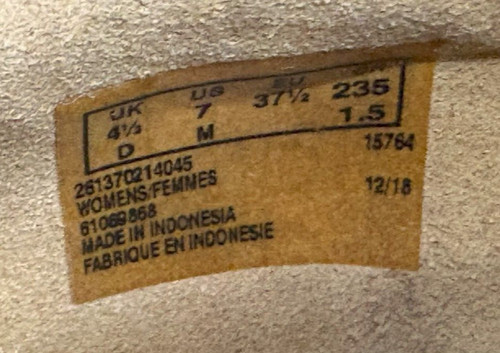 UK US EU
4½ 7 37½ 235
D M 1.5
261370214045 15764
WOMENS/FEMMES
61069868 12/18
MADE IN INDONESIA
FABRIQUE EN INDONESIE